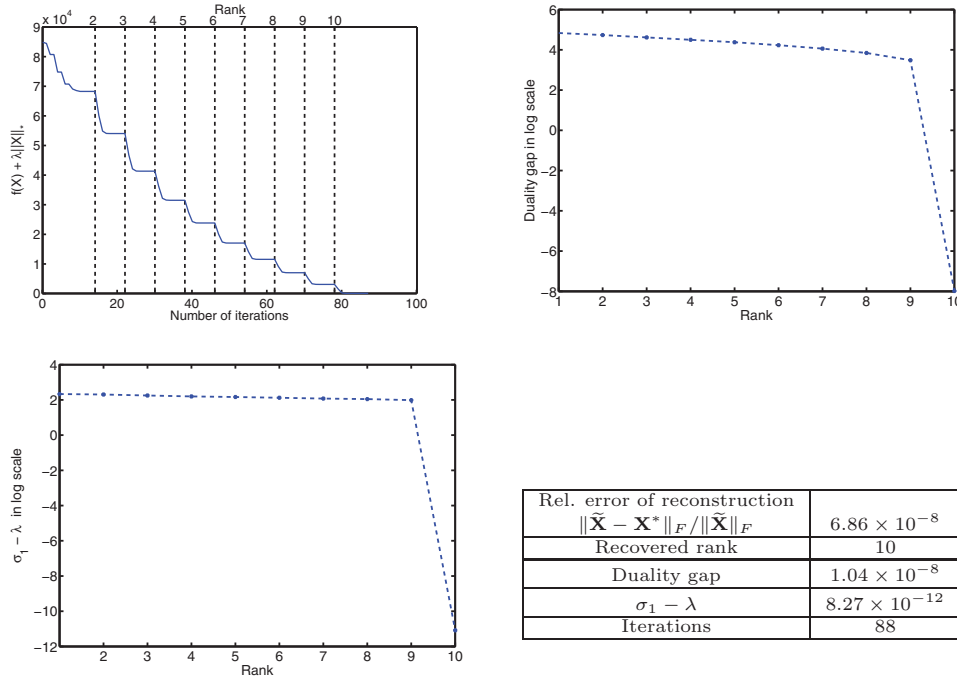 Rank
x 10^4 2 3 4 5 6 7 8 9 10
9
8
7
6
5
4
3
2
1
0
f(X) + λ||X||*
0 20 40 60 80 100
Number of iterations
6
4
2
0
−2
−4
−6
−8
Duality gap in log scale
1 2 3 4 5 6 7 8 9 10
Rank
4
2
0
−2
−4
−6
−8
−10
−12
σ1 − λ in log scale
2 3 4 5 6 7 8 9 10
Rank
Rel. error of reconstruction
‖X̃ − X*‖F/‖X̃‖F 6.86 × 10^−8
Recovered rank 10
Duality gap 1.04 × 10^−8
σ1 − λ 8.27 × 10^−12
Iterations 88